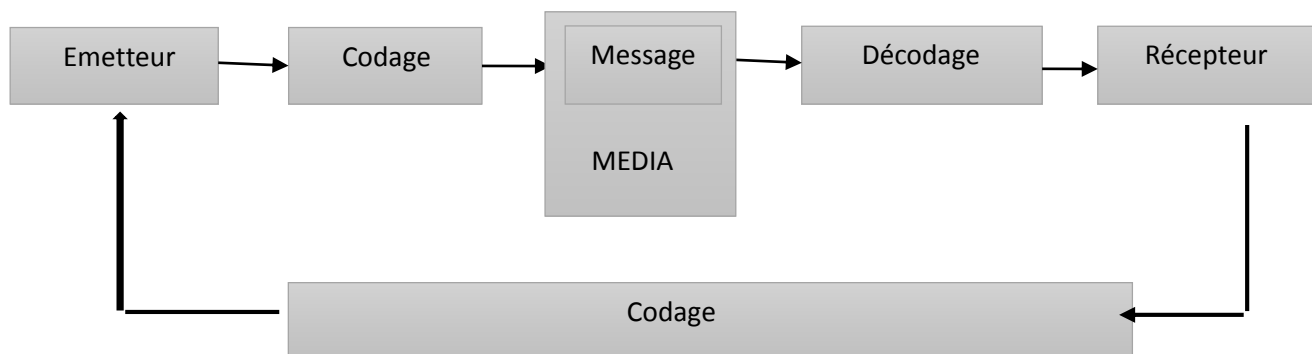 Emetteur
Codage
Message
MEDIA
Décodage
Récepteur
Codage